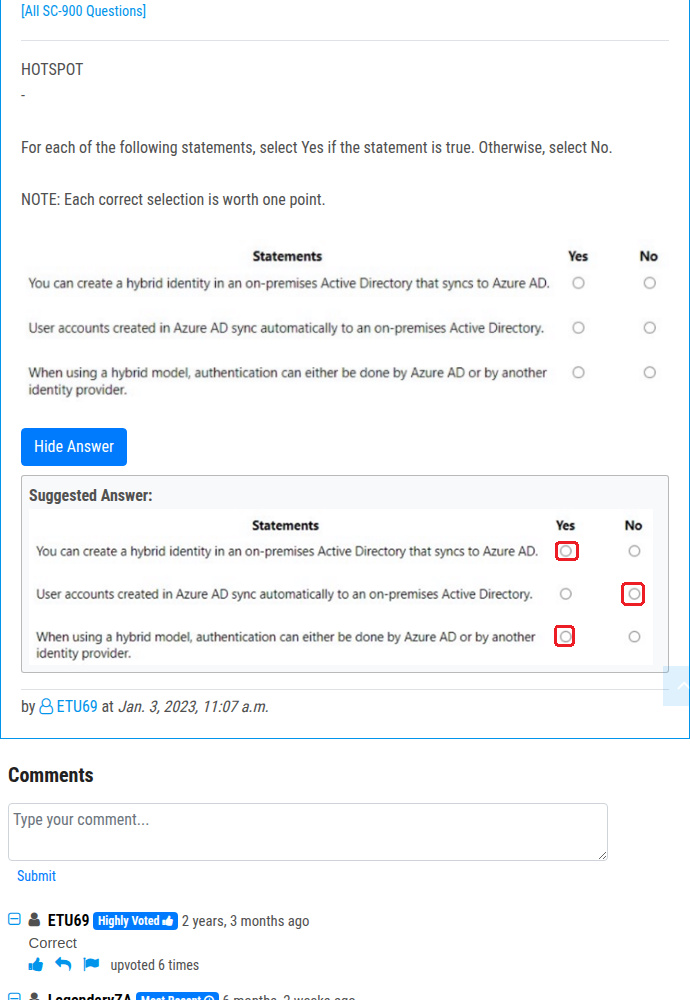 [All SC-900 Questions]
HOTSPOT
-
For each of the following statements, select Yes if the statement is true. Otherwise, select No.
NOTE: Each correct selection is worth one point.
Statements Yes No
You can create a hybrid identity in an on-premises Active Directory that syncs to Azure AD.
User accounts created in Azure AD sync automatically to an on-premises Active Directory.
When using a hybrid model, authentication can either be done by Azure AD or by another
identity provider.
Hide Answer
Suggested Answer:
Statements Yes No
You can create a hybrid identity in an on-premises Active Directory that syncs to Azure AD.
User accounts created in Azure AD sync automatically to an on-premises Active Directory.
When using a hybrid model, authentication can either be done by Azure AD or by another
identity provider.
by ETU69 at Jan. 3, 2023, 11:07 a.m.
Comments
Type your comment...
Submit
ETU69 Highly Voted 2 years, 3 months ago
Correct
upvoted 6 times
LegendaryZA Most Recent 6 months, 2 weeks ago